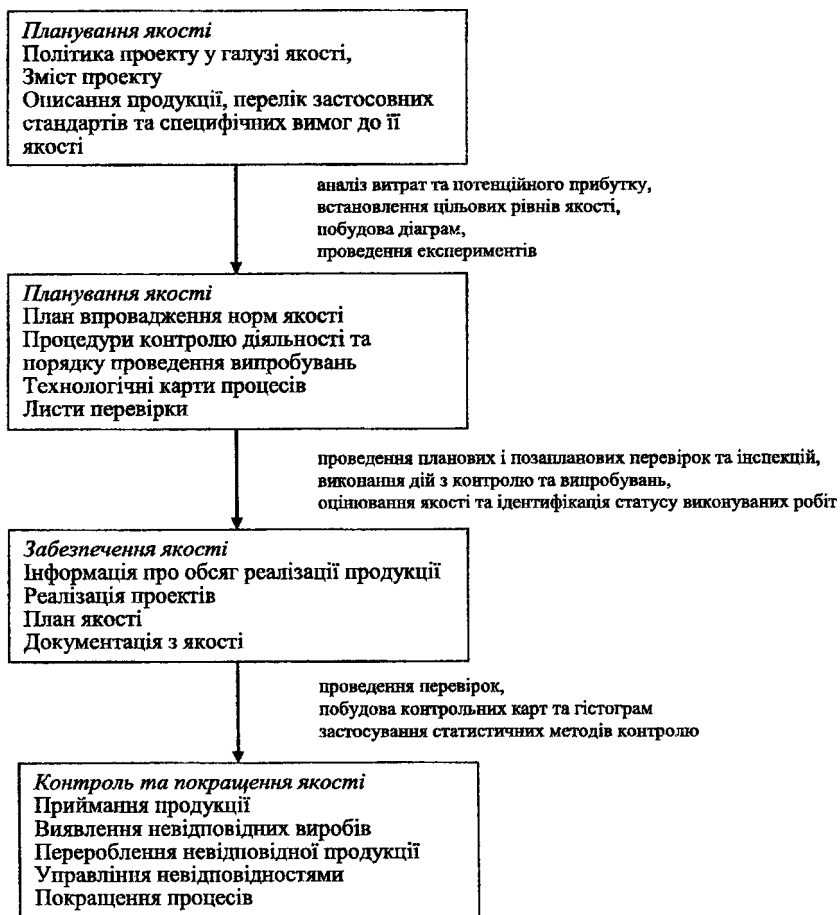 Планування якості
Політика проекту у галузі якості,
Зміст проекту
Описання продукції, перелік застосовних
стандартів та специфічних вимог до її
якості
аналіз витрат та потенційного прибутку,
встановлення цільових рівнів якості,
побудова діаграм,
проведення експериментів
Планування якості
План впровадження норм якості
Процедури контролю діяльності та
порядку проведення випробувань
Технологічні карти процесів
Листи перевірки
проведення планових і позапланових перевірок та інспекцій,
виконання дій з контролю та випробувань,
оцінювання якості та ідентифікація статусу виконуваних робіт
Забезпечення якості
Інформація про обсяг реалізації продукції
Реалізація проектів
План якості
Документація з якості
проведення перевірок,
побудова контрольних карт та гістограм
застосування статистичних методів контролю
Контроль та покращення якості
Приймання продукції
Виявлення невідповідних виробів
Перероблення невідповідної продукції
Управління невідповідностями
Покращення процесів